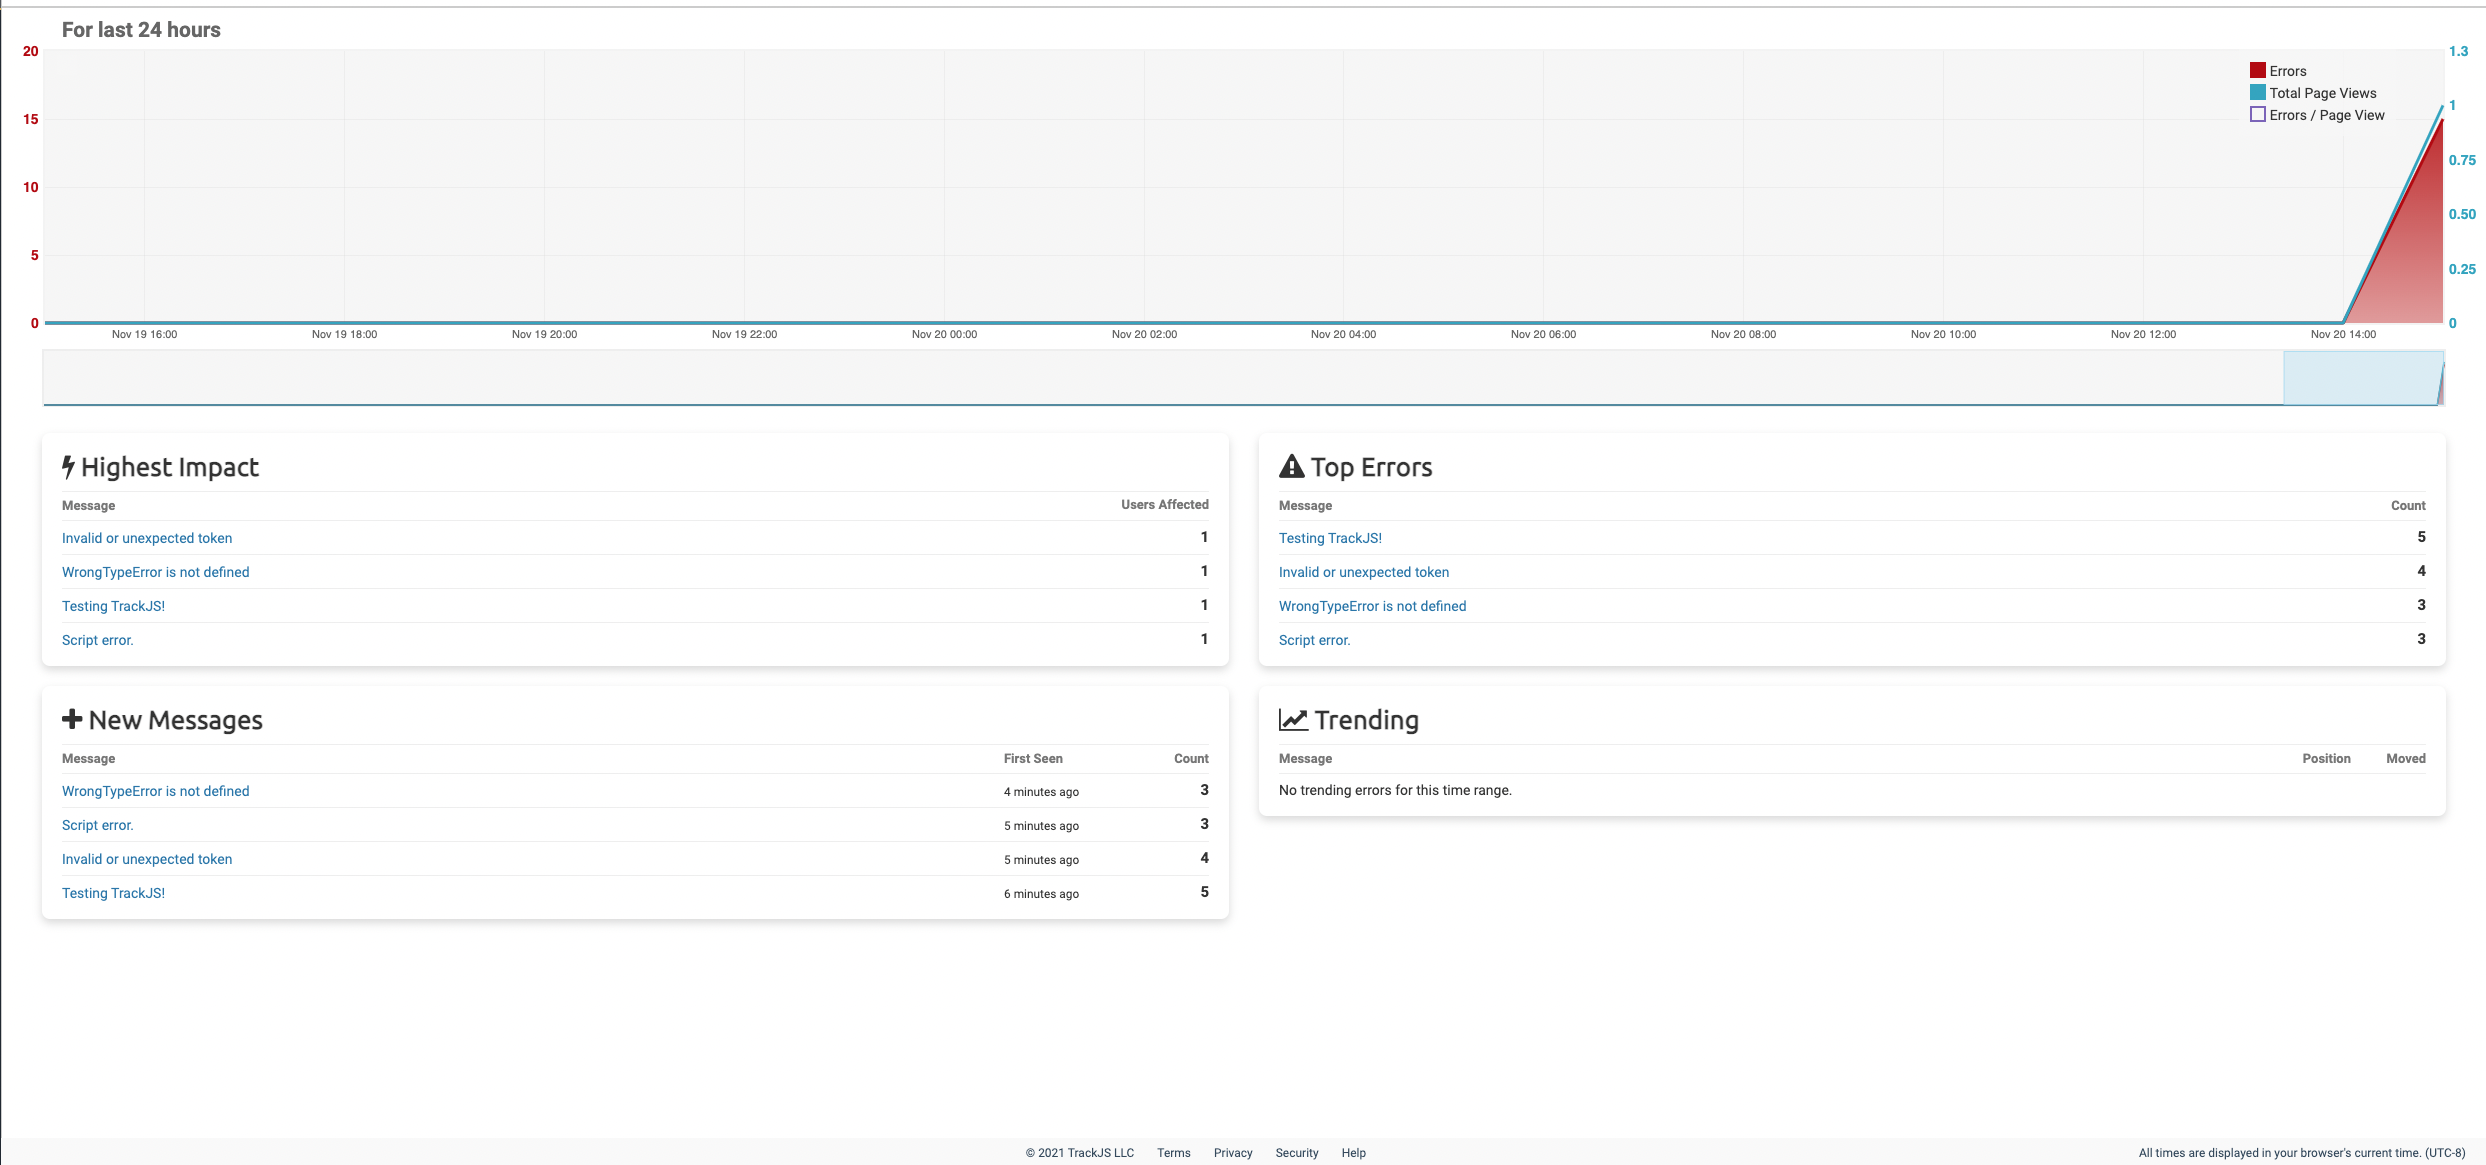 For last 24 hours
20
15
10
5
0
1.3
1
0.75
0.50
0.25
0
Errors
Total Page Views
Errors / Page View
Nov 19 16:00 Nov 19 18:00 Nov 19 20:00 Nov 19 22:00 Nov 20 00:00 Nov 20 02:00 Nov 20 04:00 Nov 20 06:00 Nov 20 08:00 Nov 20 10:00 Nov 20 12:00 Nov 20 14:00
Highest Impact
Message Users Affected
Invalid or unexpected token 1
WrongTypeError is not defined 1
Testing TrackJS! 1
Script error. 1
Top Errors
Message Count
Testing TrackJS! 5
Invalid or unexpected token 4
WrongTypeError is not defined 3
Script error. 3
New Messages
Message First Seen Count
WrongTypeError is not defined 4 minutes ago 3
Script error. 5 minutes ago 3
Invalid or unexpected token 5 minutes ago 4
Testing TrackJS! 6 minutes ago 5
Trending
Message Position Moved
No trending errors for this time range.
© 2021 TrackJS LLC Terms Privacy Security Help
All times are displayed in your browser's current time. (UTC-8)